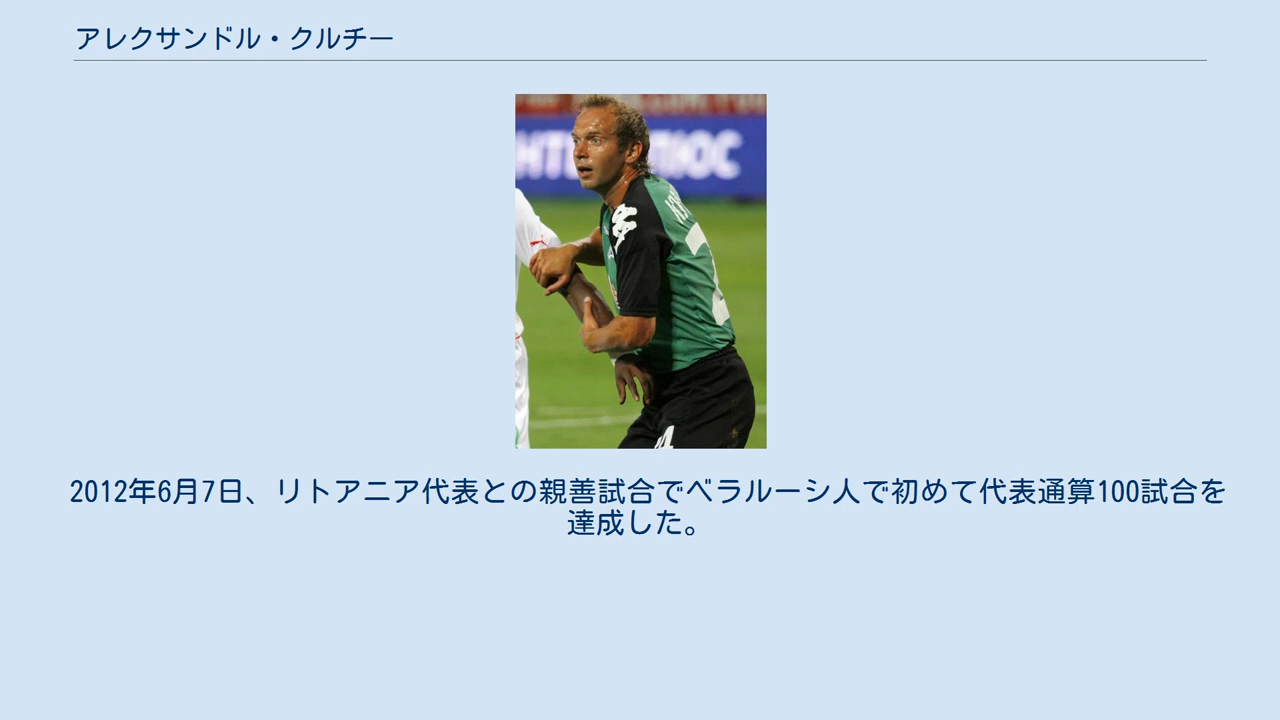 アレクサンドル・クルチー
2012年6月7日、リトアニア代表との親善試合でベラルーシ人で初めて代表通算100試合を
達成した。